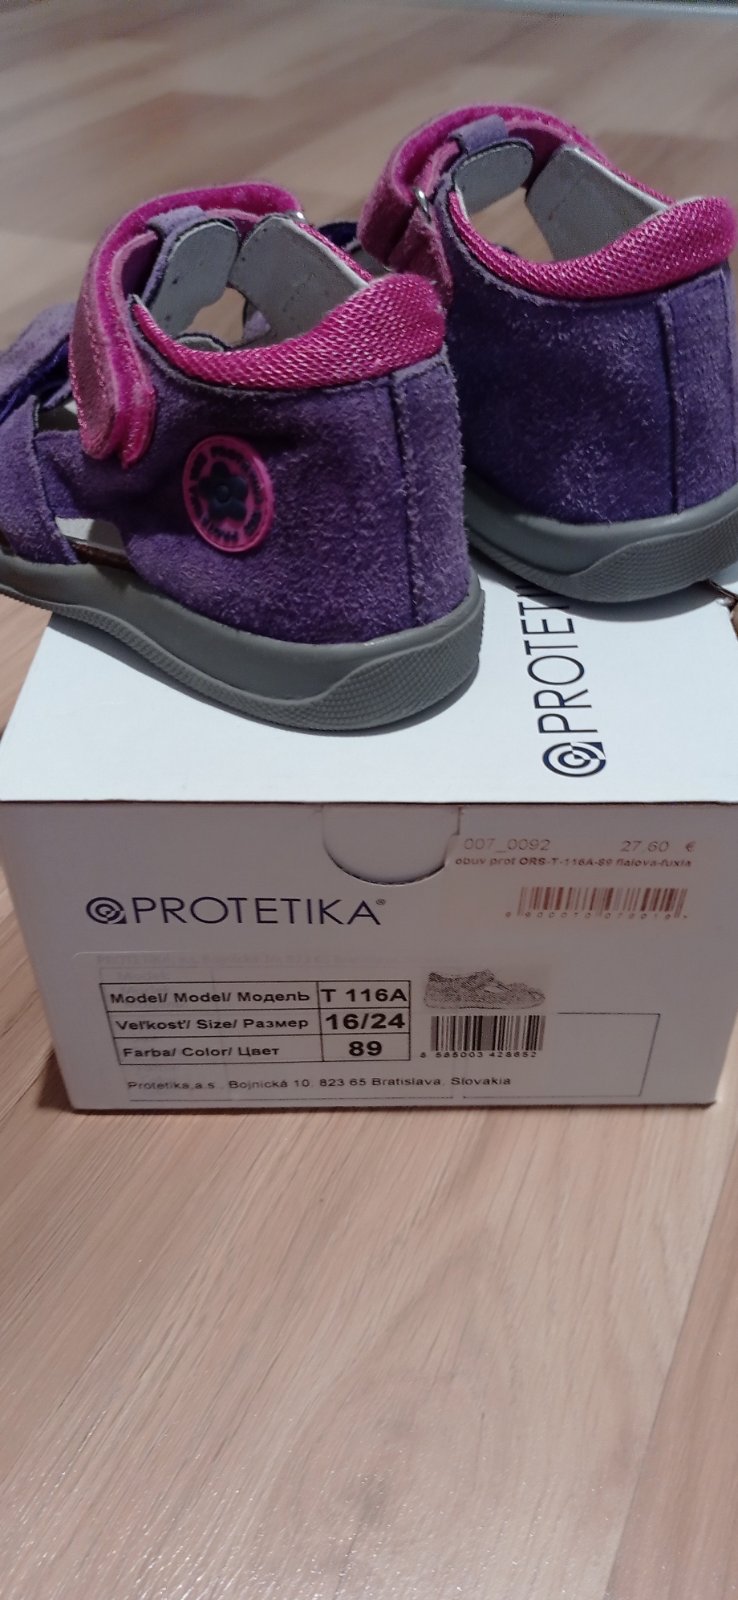 PROTETIK
007_0092 27.60 €
obuv prot ORS-T-116A-89 fialova-fuxia
PROTETIKA®
Model/ Model/ Модель T 116A
Veľkosť/ Size/ Размер 16/24
Farba/ Color/ Цвет 89
8 585003 428652
Protetika,a.s., Bojnická 10, 823 65 Bratislava, Slovakia